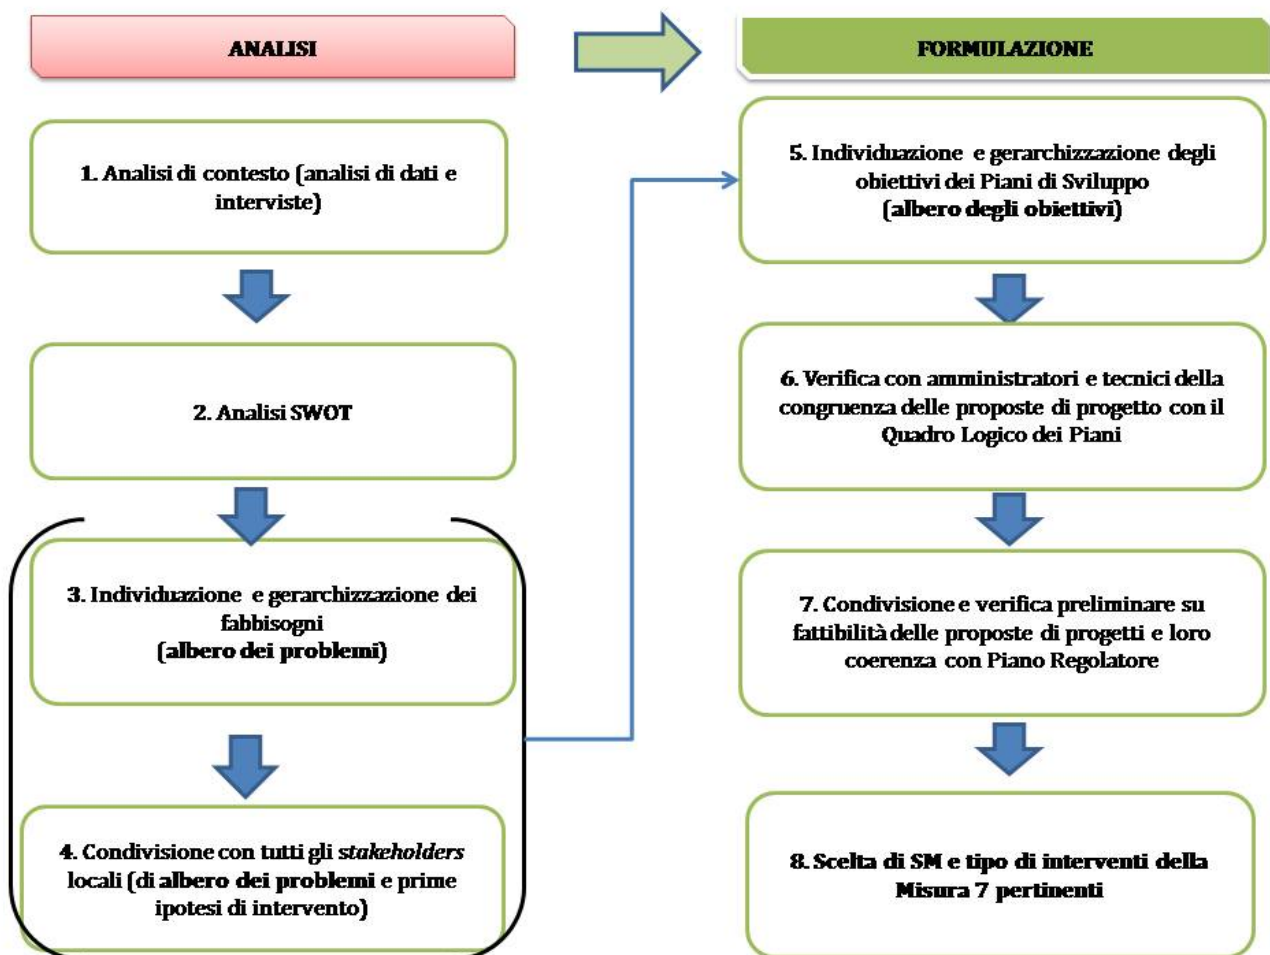 ANALISI
1. Analisi di contesto (analisi di dati e
interviste)
2. Analisi SWOT
3. Individuazione e gerarchizzazione dei
fabbisogni
(albero dei problemi)
4. Condivisione con tutti gli stakeholders
locali (di albero dei problemi e prime
ipotesi di intervento)
FORMULAZIONE
5. Individuazione e gerarchizzazione degli
obiettivi dei Piani di Sviluppo
(albero degli obiettivi)
6. Verifica con amministratori e tecnici della
congruenza delle proposte di progetto con il
Quadro Logico dei Piani
7. Condivisione e verifica preliminare su
fattibilità delle proposte di progetti e loro
coerenza con Piano Regolatore
8. Scelta di SM e tipo di interventi della
Misura 7 pertinenti